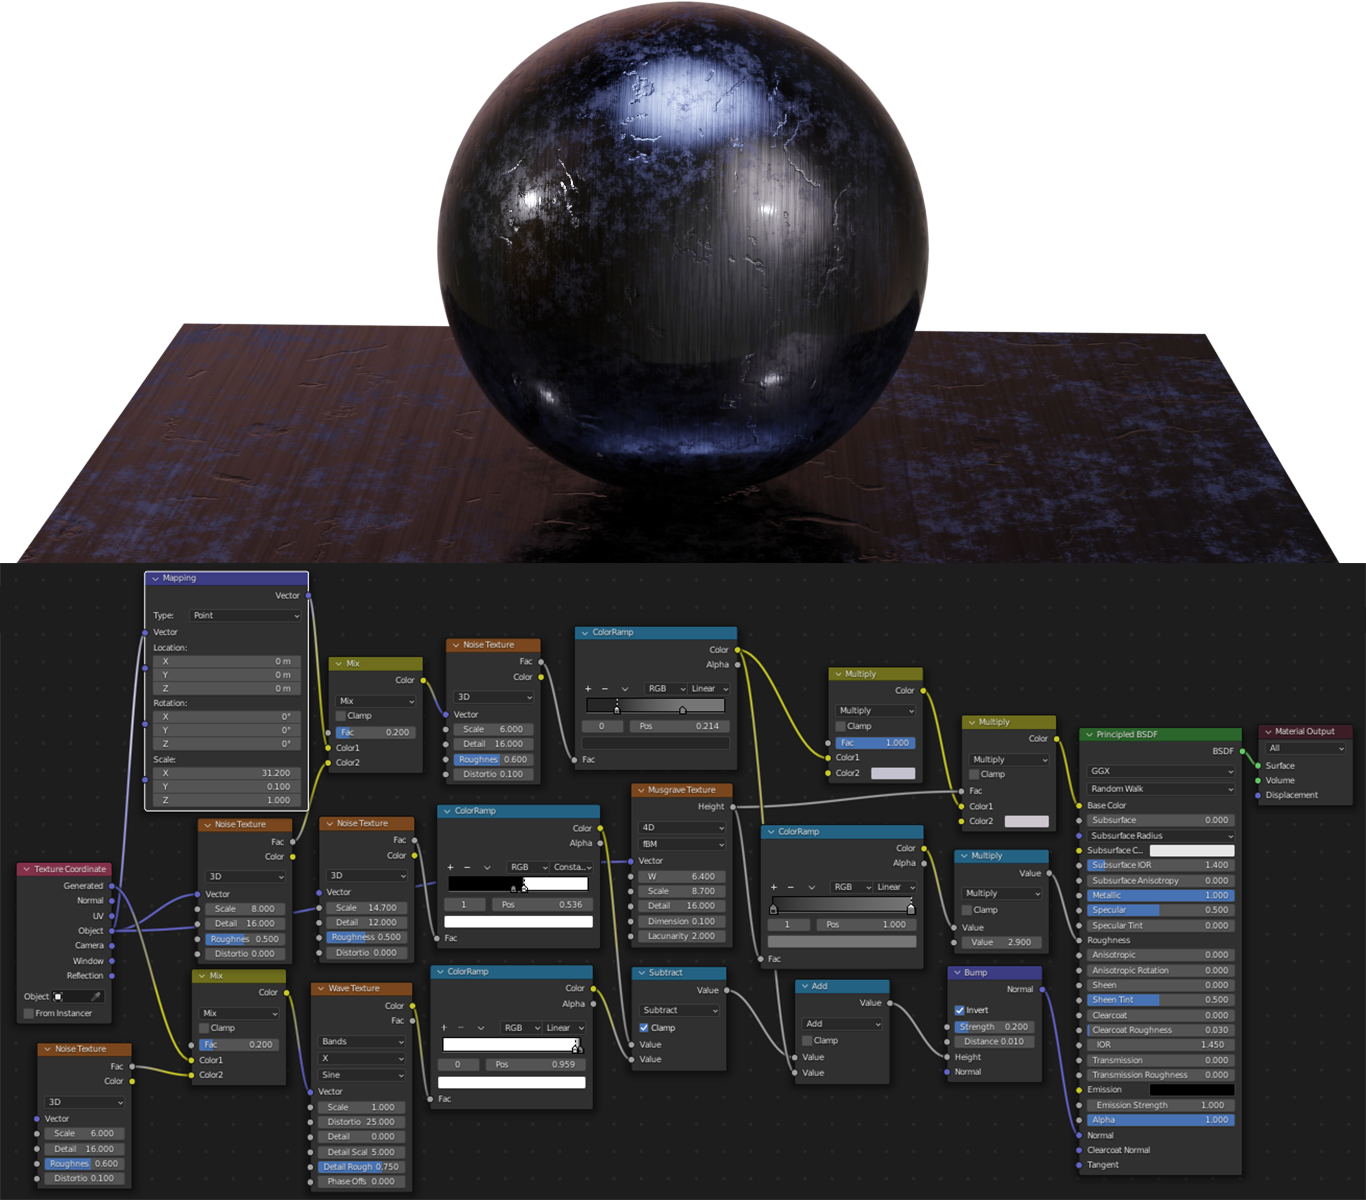 Mapping
Vector
Type: Point
Vector
Location:
X 0 m
Y 0 m
Z 0 m
Rotation:
X 0°
Y 0°
Z 0°
Scale:
X 31.200
Y 0.100
Z 1.000
Mix
Color
Mix
Clamp
Fac 0.200
Color1
Color2
Noise Texture
Fac
Color
3D
Vector
Scale 6.000
Detail 16.000
Roughnes 0.600
Distortio 0.100
ColorRamp
Color
Alpha
+ − RGB Linear
0 Pos 0.214
Fac
Multiply
Color
Multiply
Clamp
Fac 1.000
Color1
Color2
Multiply
Color
Multiply
Clamp
Fac
Color1
Color2
Principled BSDF
BSDF
GGX
Random Walk
Base Color
Subsurface 0.000
Subsurface Radius
Subsurface C...
Subsurface IOR 1.400
Subsurface Anisotropy 0.000
Metallic 1.000
Specular 0.500
Specular Tint 0.000
Roughness
Anisotropic 0.000
Anisotropic Rotation 0.000
Sheen 0.000
Sheen Tint 0.500
Clearcoat 0.000
Clearcoat Roughness 0.030
IOR 1.450
Transmission 0.000
Transmission Roughness 0.000
Emission
Emission Strength 1.000
Alpha 1.000
Normal
Clearcoat Normal
Tangent
Material Output
All
Surface
Volume
Displacement
Texture Coordinate
Generated
Normal
UV
Object
Camera
Window
Reflection
Object
From Instancer
Noise Texture
Fac
Color
3D
Vector
Scale 8.000
Detail 16.000
Roughnes 0.500
Distortio 0.000
Noise Texture
Fac
Color
3D
Vector
Scale 14.700
Detail 12.000
Roughness 0.500
Distortio 0.000
ColorRamp
Color
Alpha
+ − RGB Consta...
1 Pos 0.536
Fac
Musgrave Texture
Height
4D
fBM
Vector
W 6.400
Scale 8.700
Detail 16.000
Dimension 0.100
Lacunarity 2.000
ColorRamp
Color
Alpha
+ − RGB Linear
1 Pos 1.000
Fac
Multiply
Value
Multiply
Clamp
Value
Value 2.900
Noise Texture
Fac
Color
3D
Vector
Scale 6.000
Detail 16.000
Roughnes 0.600
Distortio 0.100
Mix
Color
Mix
Clamp
Fac 0.200
Color1
Color2
Wave Texture
Color
Fac
Bands
X
Sine
Vector
Scale 1.000
Distortio 25.000
Detail 0.000
Detail Scal 5.000
Detail Rough 0.750
Phase Offs 0.000
ColorRamp
Color
Alpha
+ − RGB Linear
0 Pos 0.959
Fac
Subtract
Value
Subtract
Clamp
Value
Value
Add
Value
Add
Clamp
Value
Value
Bump
Normal
Invert
Strength 0.200
Distance 0.010
Height
Normal